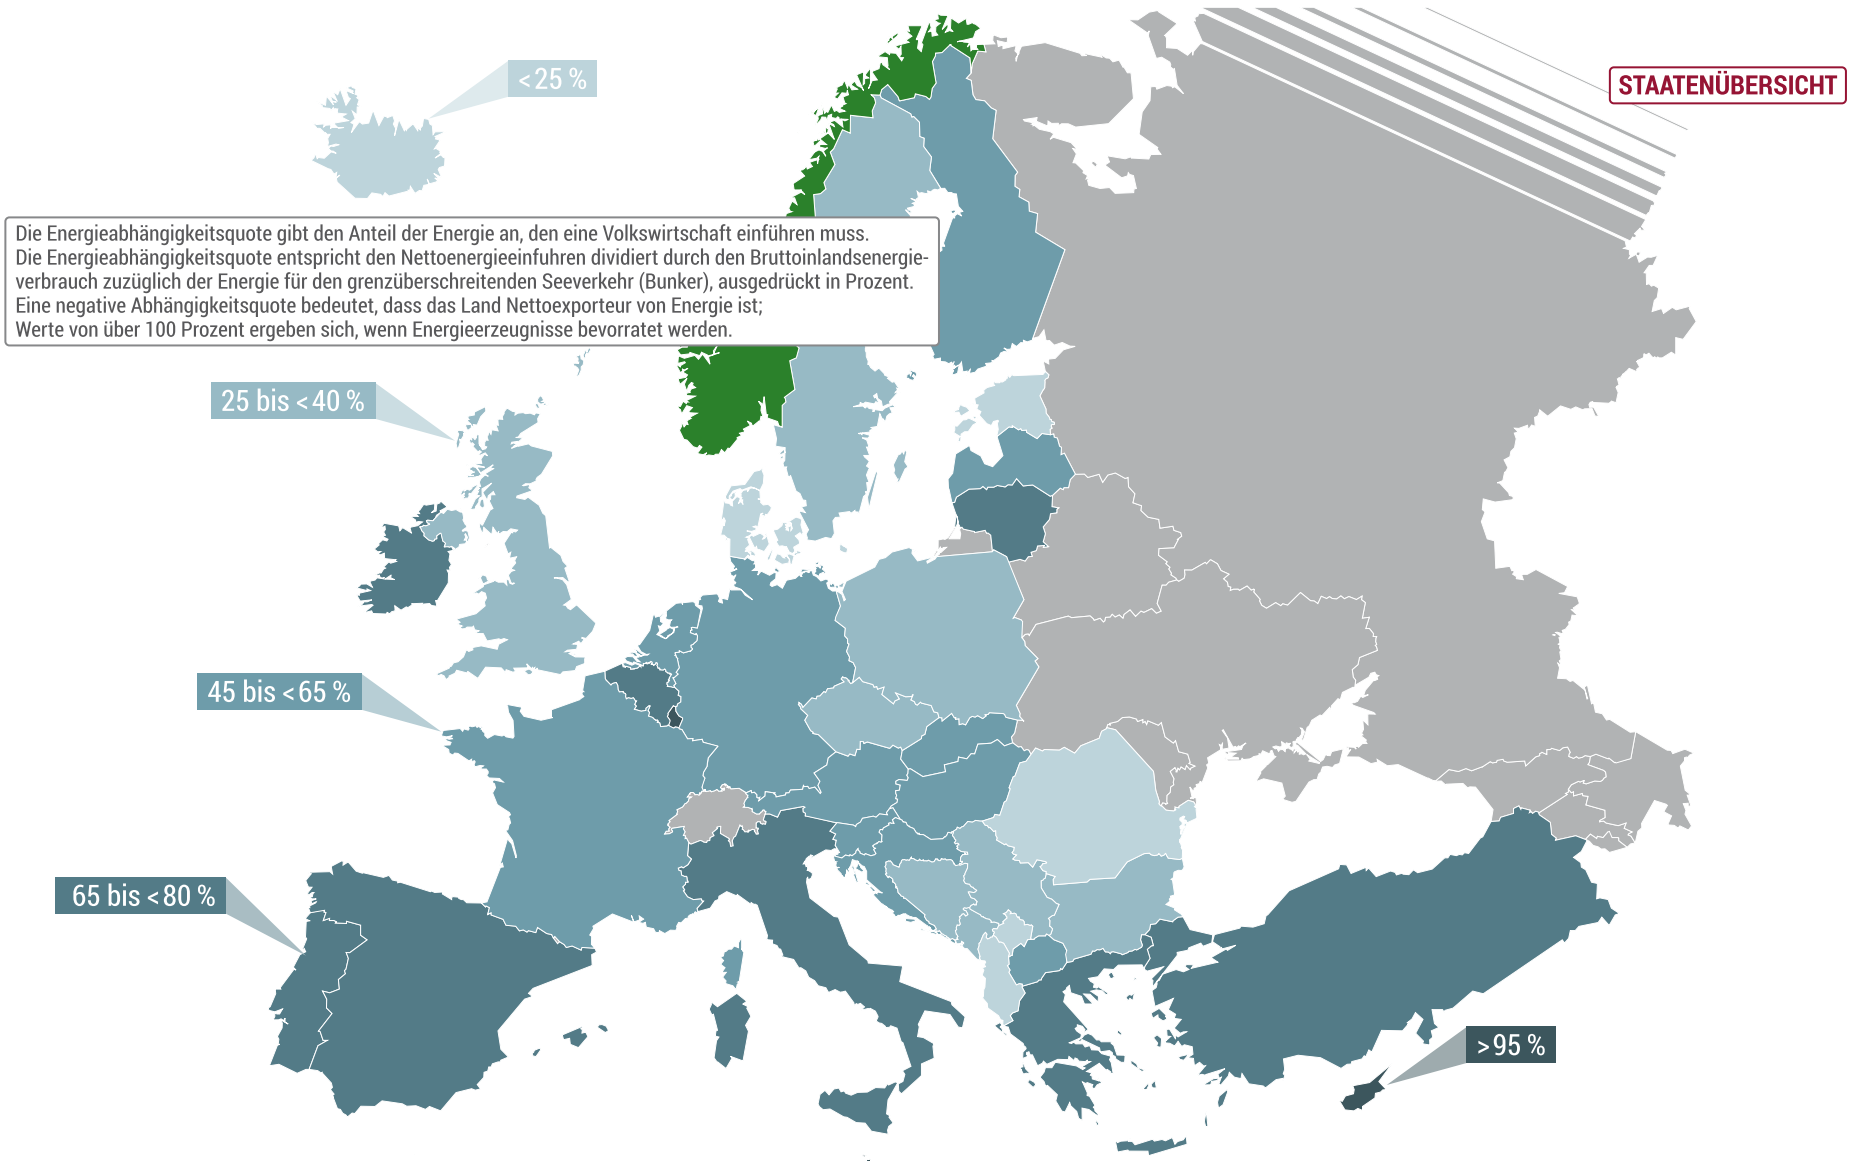 <25 %
STAATENÜBERSICHT
Die Energieabhängigkeitsquote gibt den Anteil der Energie an, den eine Volkswirtschaft einführen muss.
Die Energieabhängigkeitsquote entspricht den Nettoenergieeinfuhren dividiert durch den Bruttoinlandsenergie-
verbrauch zuzüglich der Energie für den grenzüberschreitenden Seeverkehr (Bunker), ausgedrückt in Prozent.
Eine negative Abhängigkeitsquote bedeutet, dass das Land Nettoexporteur von Energie ist;
Werte von über 100 Prozent ergeben sich, wenn Energieerzeugnisse bevorratet werden.
25 bis <40 %
45 bis <65 %
65 bis <80 %
>95 %